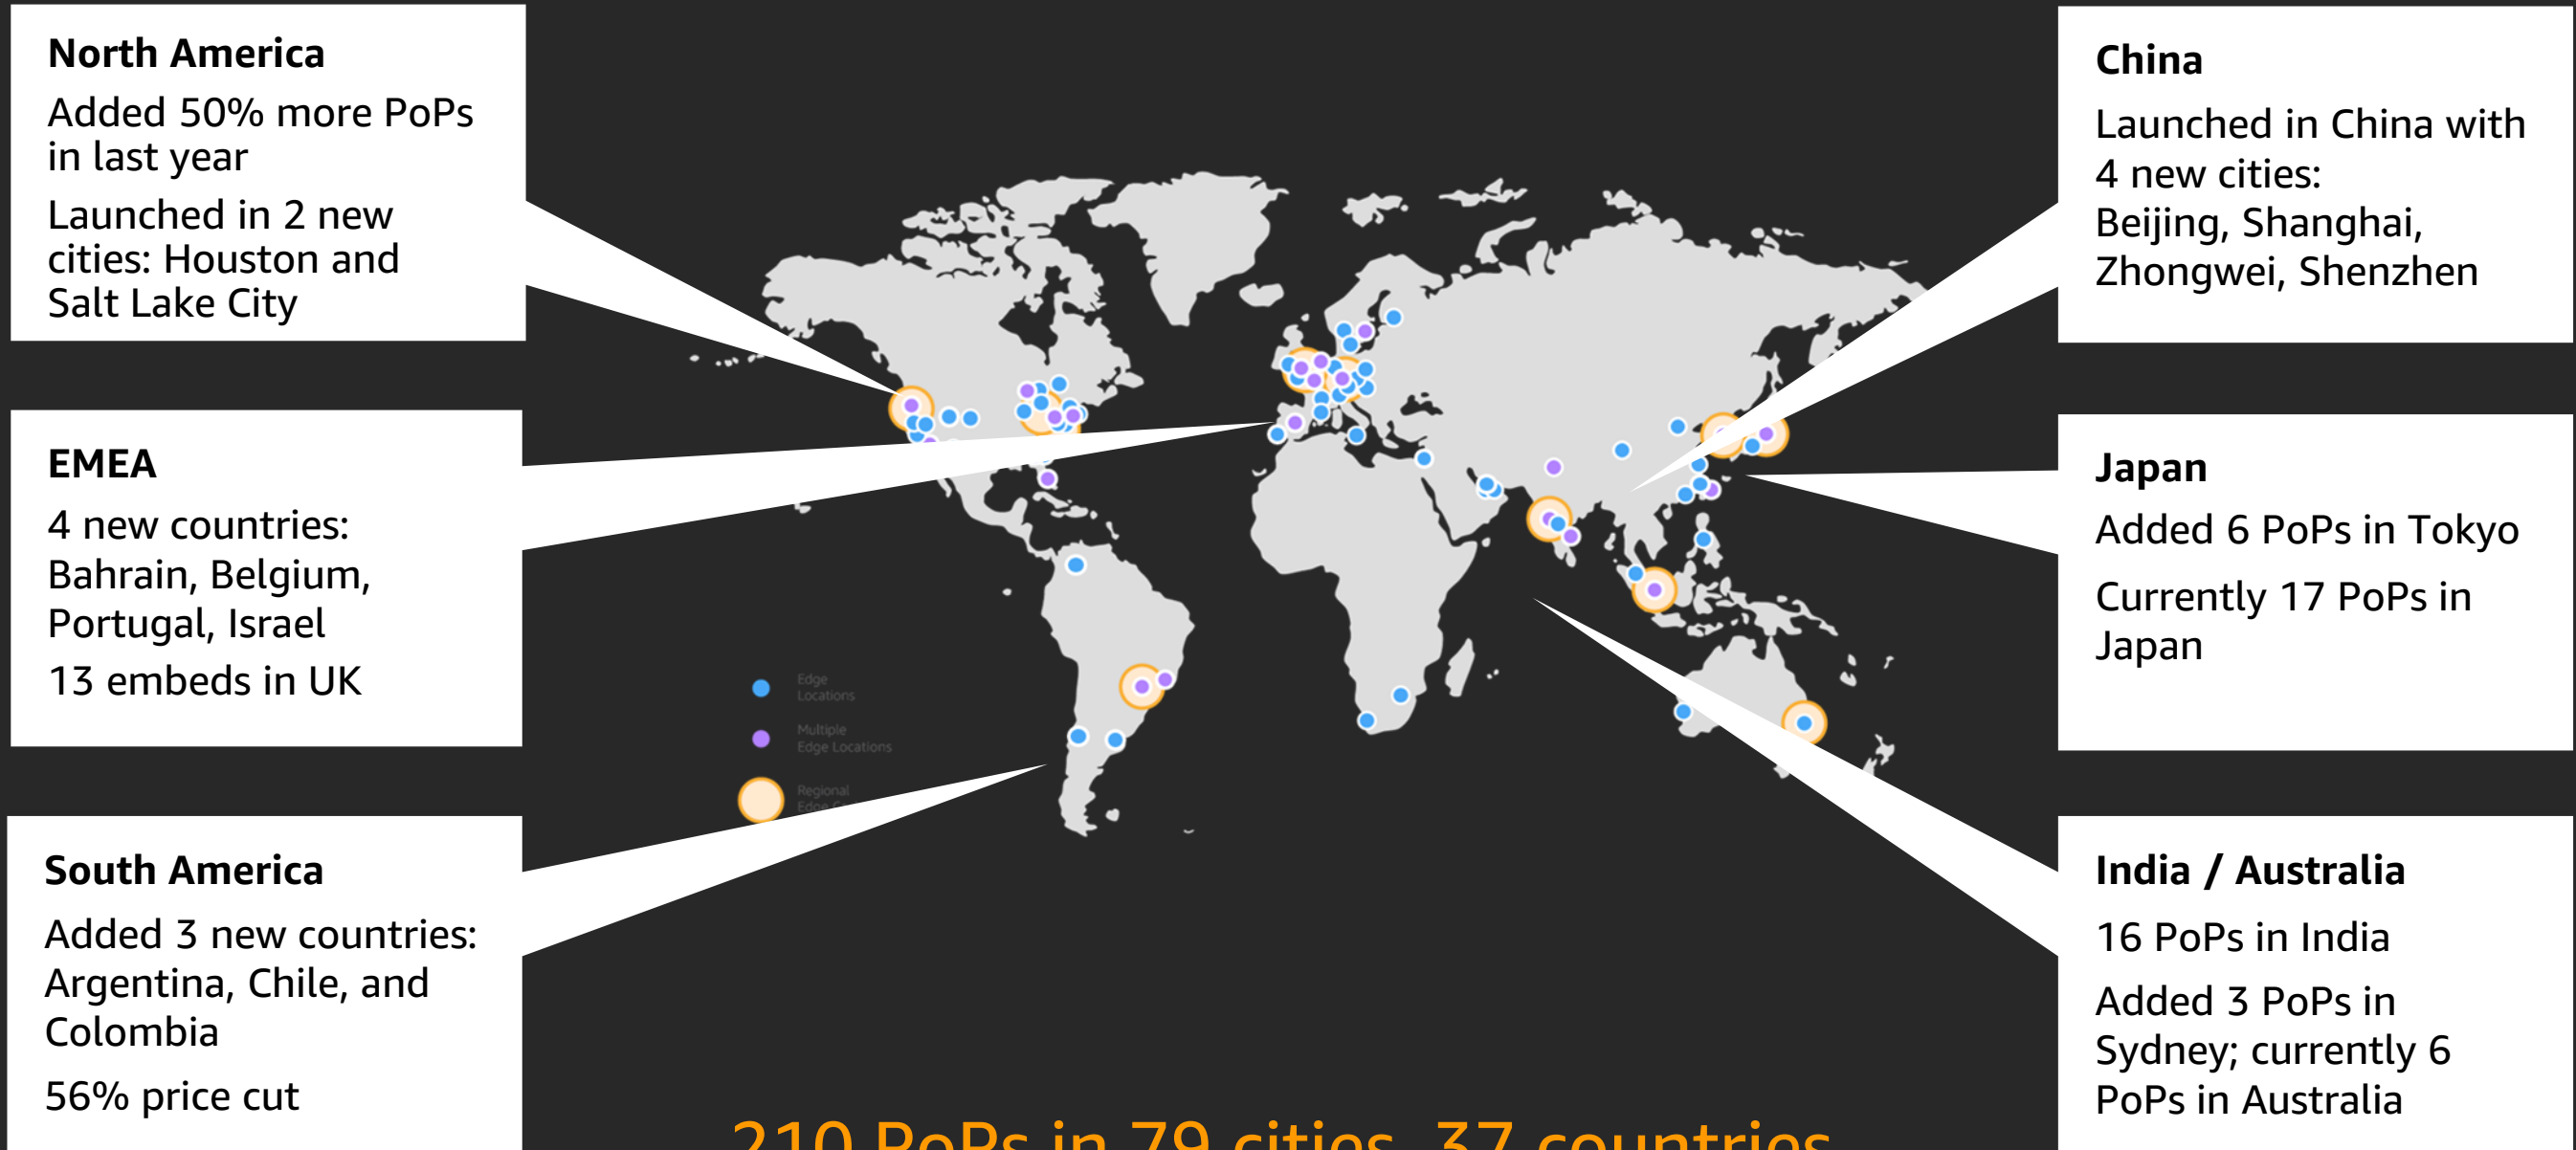 North America
Added 50% more PoPs
in last year
Launched in 2 new
cities: Houston and
Salt Lake City
EMEA
4 new countries:
Bahrain, Belgium,
Portugal, Israel
13 embeds in UK
South America
Added 3 new countries:
Argentina, Chile, and
Colombia
56% price cut
Edge
Locations
Multiple
Edge Locations
Regional
Edge
China
Launched in China with
4 new cities:
Beijing, Shanghai,
Zhongwei, Shenzhen
Japan
Added 6 PoPs in Tokyo
Currently 17 PoPs in
Japan
India / Australia
16 PoPs in India
Added 3 PoPs in
Sydney; currently 6
PoPs in Australia
210 PoPs in 79 cities, 37 countries